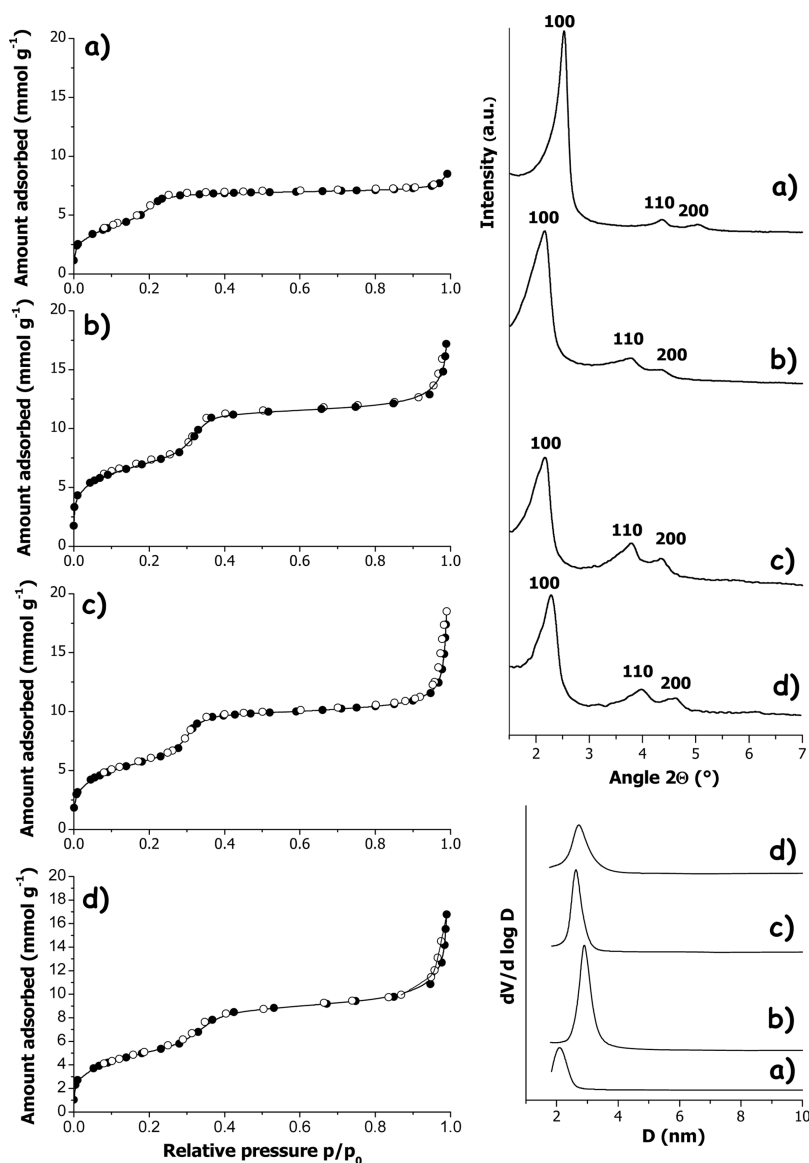 a)
20
15
10
5
0
0.0 0.2 0.4 0.6 0.8 1.0
Amount adsorbed (mmol g⁻¹)
b)
20
15
10
5
0
0.0 0.2 0.4 0.6 0.8 1.0
Amount adsorbed (mmol g⁻¹)
c)
20
15
10
5
0
0.0 0.2 0.4 0.6 0.8 1.0
Amount adsorbed (mmol g⁻¹)
d)
20
18
16
14
12
10
8
6
4
2
0
0.0 0.2 0.4 0.6 0.8 1.0
Amount adsorbed (mmol g⁻¹)
Relative pressure p/p₀
Intensity (a.u.)
100
110
200
a)
100
110
200
b)
100
110
200
c)
100
110
200
d)
2 3 4 5 6 7
Angle 2Θ (°)
dV/d log D
d)
c)
b)
a)
2 4 6 8 10
D (nm)